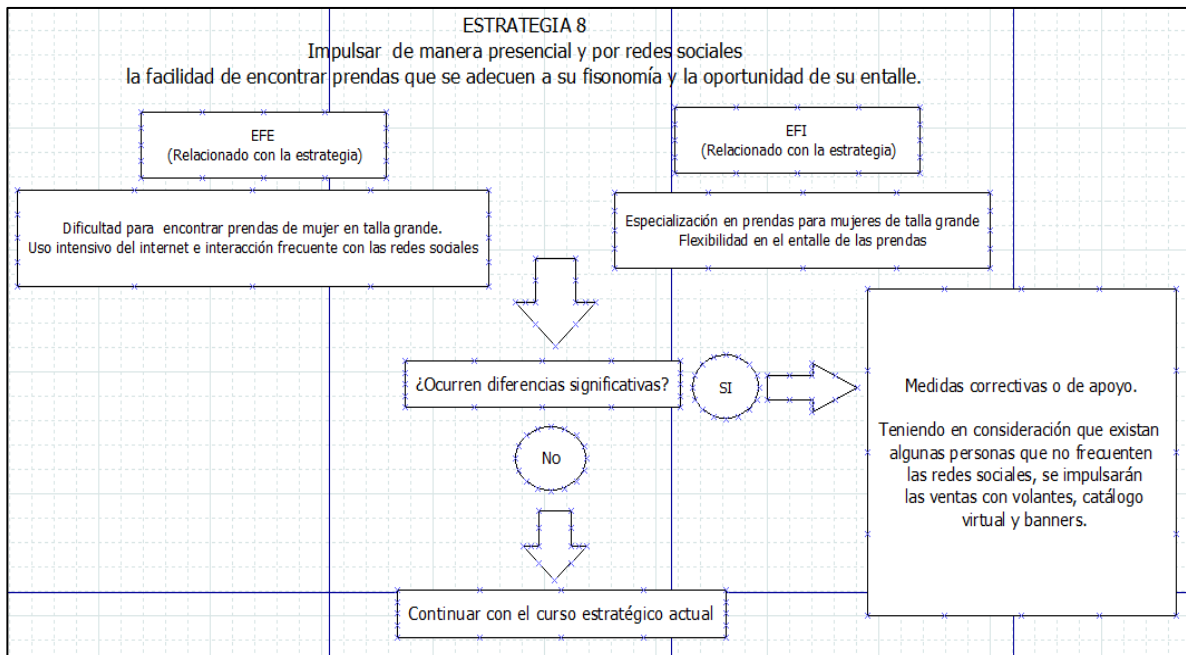 ESTRATEGIA 8
Impulsar de manera presencial y por redes sociales
la facilidad de encontrar prendas que se adecuen a su fisonomía y la oportunidad de su entalle.
EFE
(Relacionado con la estrategia)
EFI
(Relacionado con la estrategia)
Dificultad para encontrar prendas de mujer en talla grande.
Uso intensivo del internet e interacción frecuente con las redes sociales
Especialización en prendas para mujeres de talla grande
Flexibilidad en el entalle de las prendas
¿Ocurren diferencias significativas?
SI
Medidas correctivas o de apoyo.
Teniendo en consideración que existan
algunas personas que no frecuenten
las redes sociales, se impulsarán
las ventas con volantes, catálogo
virtual y banners.
No
Continuar con el curso estratégico actual